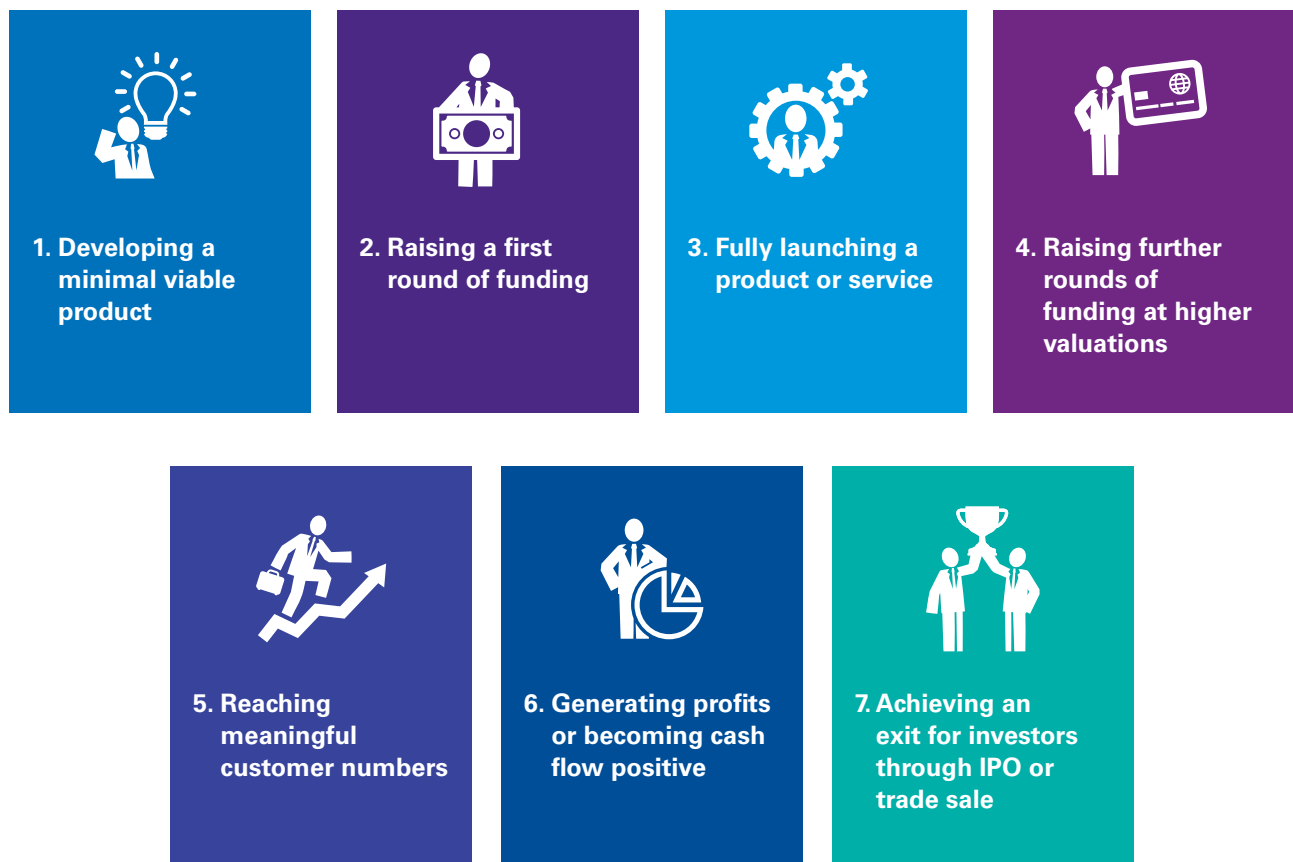 1. Developing a
minimal viable
product
2. Raising a first
round of funding
3. Fully launching a
product or service
4. Raising further
rounds of
funding at higher
valuations
5. Reaching
meaningful
customer numbers
6. Generating profits
or becoming cash
flow positive
7. Achieving an
exit for investors
through IPO or
trade sale